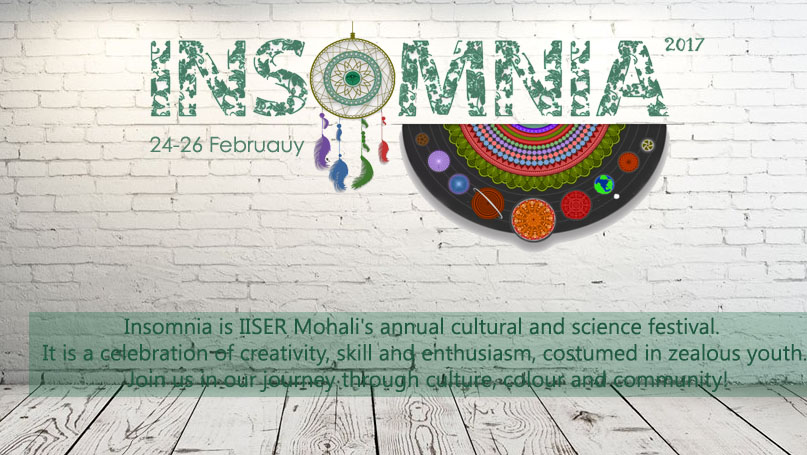 INSOMNIA 2017
24-26 Februauy
Insomnia is IISER Mohali's annual cultural and science festival.
It is a celebration of creativity, skill and enthusiasm, costumed in zealous youth.
Join us in our journey through culture, colour and community!